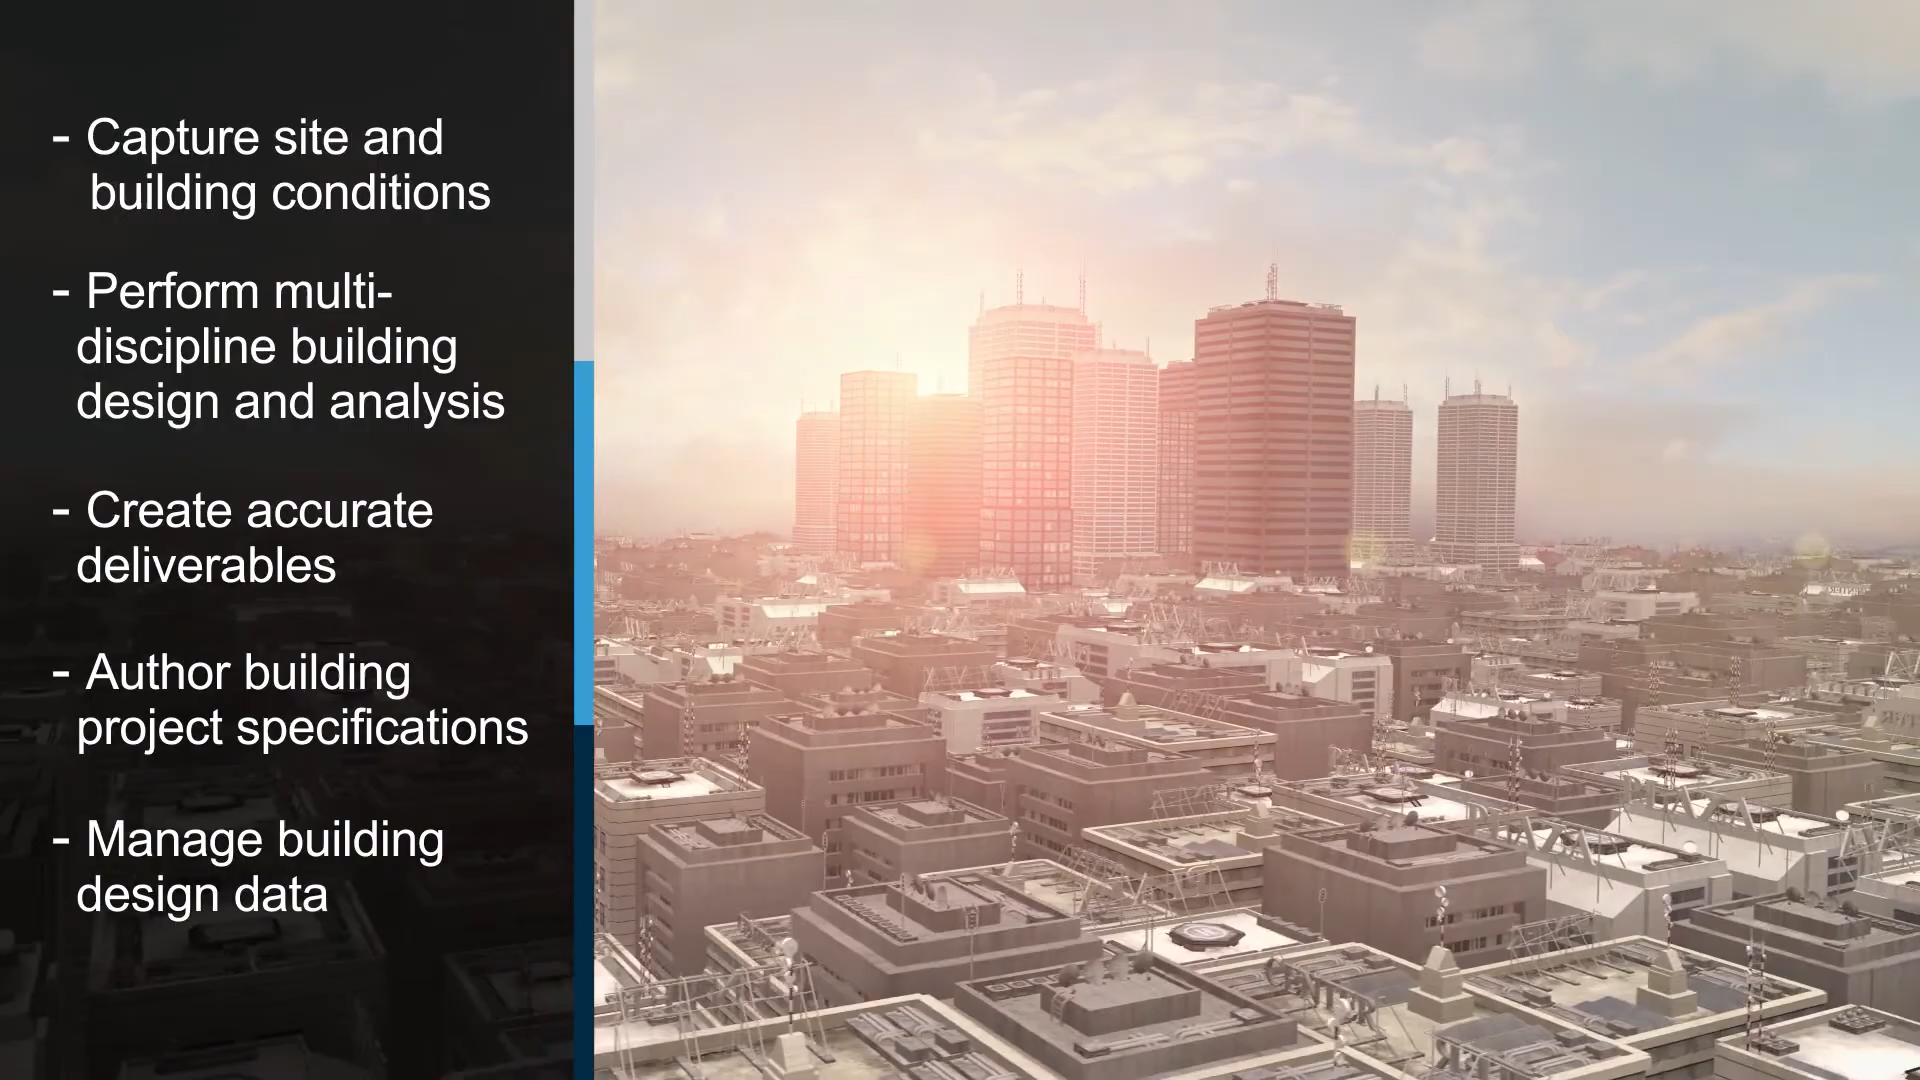 - Capture site and
building conditions
- Perform multi-
discipline building
design and analysis
- Create accurate
deliverables
- Author building
project specifications
- Manage building
design data